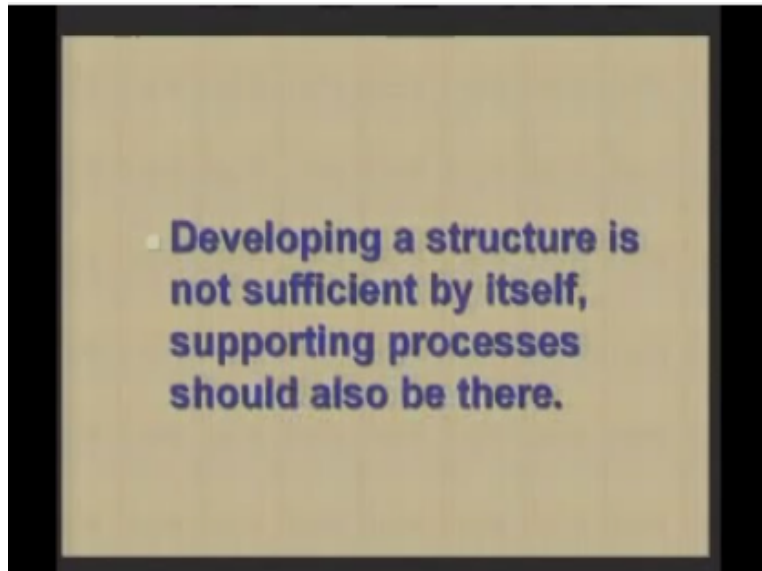 Developing a structure is
not sufficient by itself,
supporting processes
should also be there.